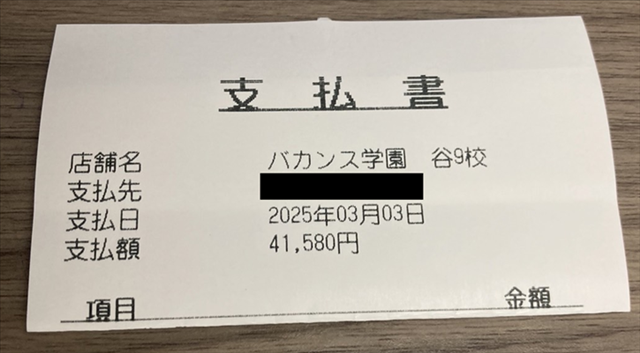 支払書
店舗名 バカンス学園 谷9校
支払先
支払日 2025年03月03日
支払額 41,580円
項目 金額